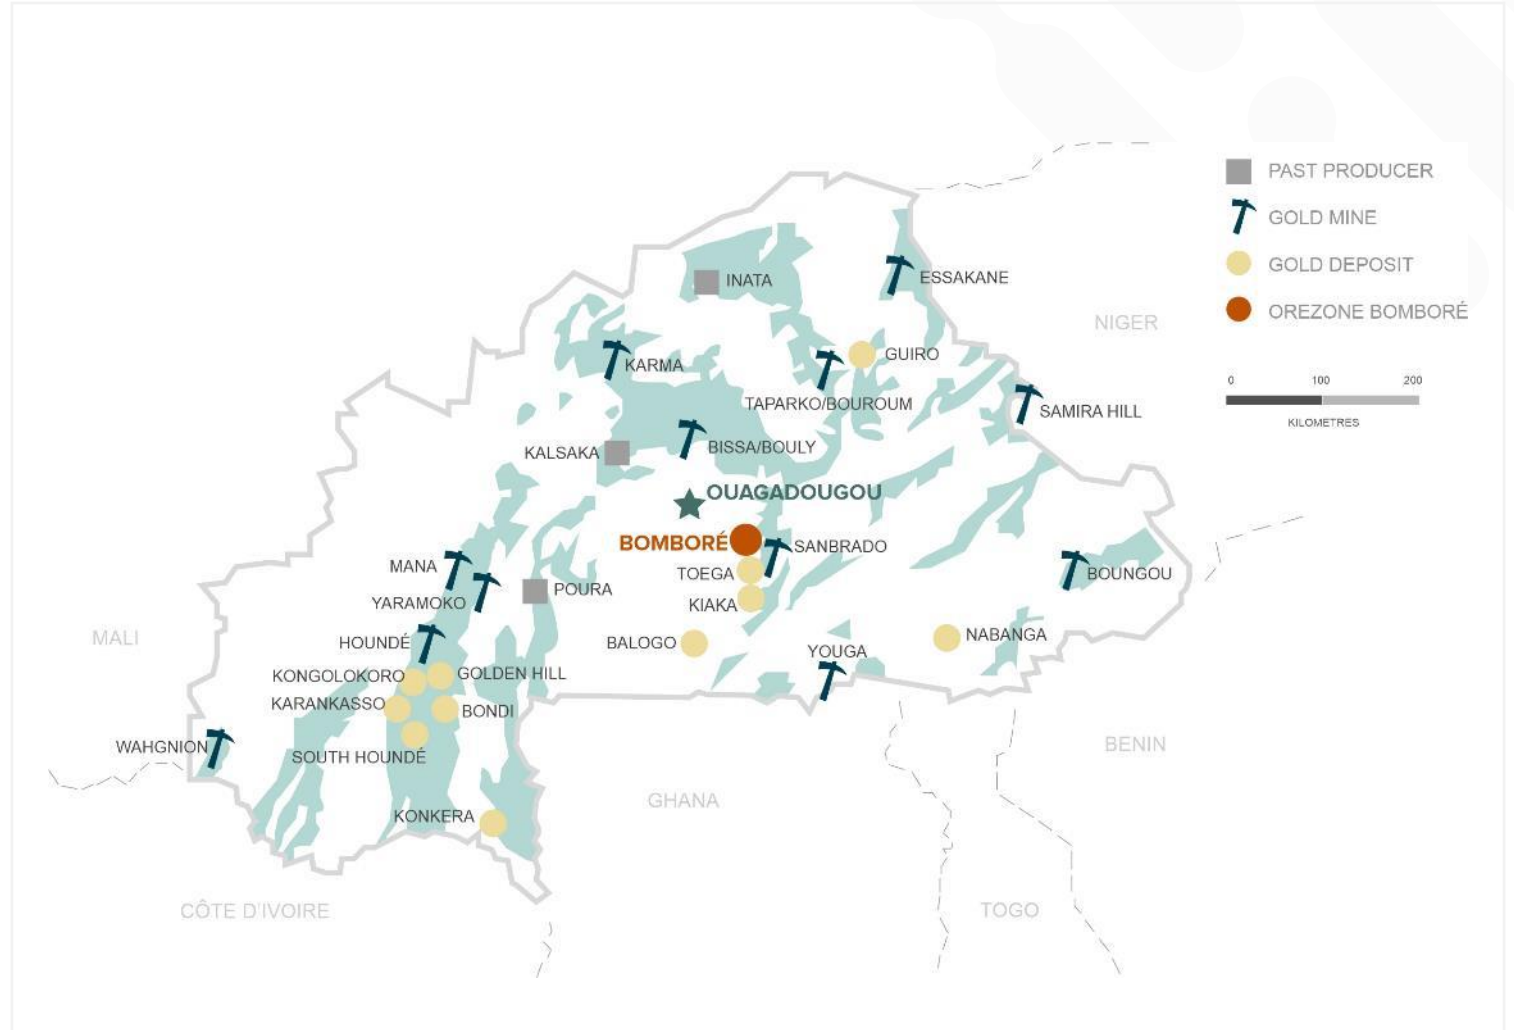 PAST PRODUCER
GOLD MINE
GOLD DEPOSIT
OREZONE BOMBORÉ
0 100 200
KILOMETRES
INATA
ESSAKANE
NIGER
GUIRO
KARMA
TAPARKO/BOUROUM
SAMIRA HILL
BISSA/BOULY
KALSAKA
OUAGADOUGOU
BOMBORÉ
SANBRADO
MANA
TOEGA
BOUNGOU
POURA
YARAMOKO
KIAKA
MALI
HOUNDÉ
BALOGO
NABANGA
YOUGA
KONGOLOKORO
GOLDEN HILL
KARANKASSO
BONDI
WAHGNION
SOUTH HOUNDÉ
BENIN
GHANA
KONKERA
CÔTE D'IVOIRE
TOGO